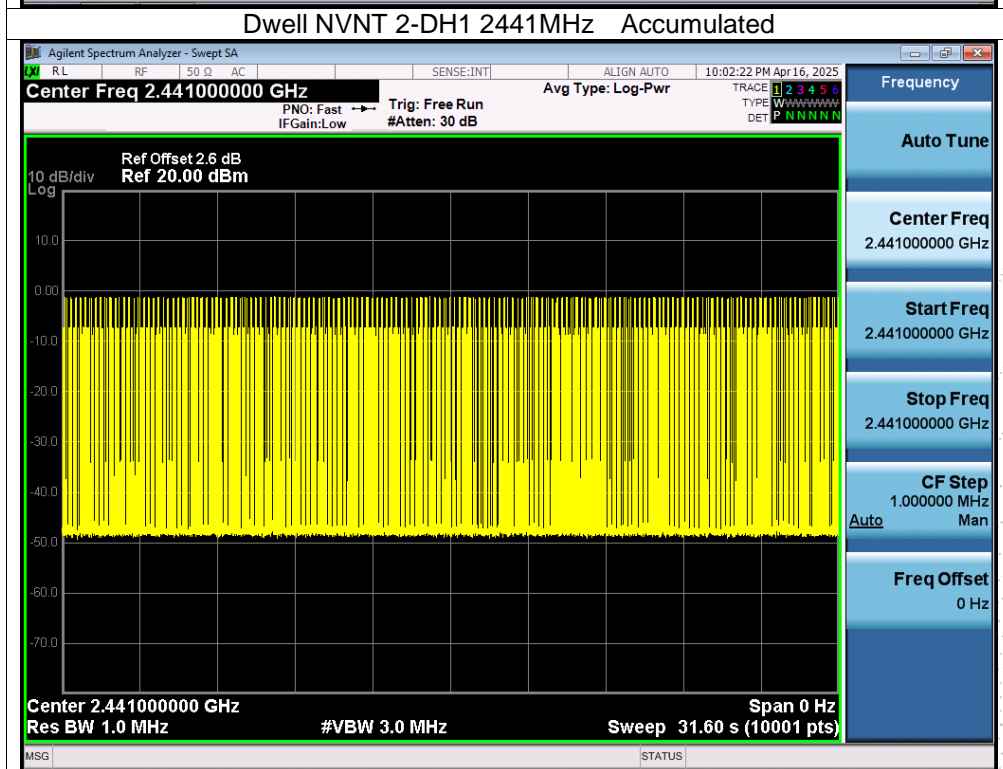 Dwell NVNT 2-DH1 2441MHz    Accumulated
Agilent Spectrum Analyzer - Swept SA
LXI RL RF 50 Ω AC SENSE:INT ALIGN AUTO 10:02:22 PM Apr 16, 2025
Center Freq 2.441000000 GHz
PNO: Fast
IFGain:Low
Trig: Free Run
#Atten: 30 dB
Avg Type: Log-Pwr
TRACE 1 2 3 4 5 6
TYPE W W W W W W
DET P N N N N N
Ref Offset 2.6 dB
10 dB/div Ref 20.00 dBm
Log
10.0
0.00
-10.0
-20.0
-30.0
-40.0
-50.0
-60.0
-70.0
Center 2.441000000 GHz Span 0 Hz
Res BW 1.0 MHz #VBW 3.0 MHz Sweep 31.60 s (10001 pts)
MSG STATUS
Frequency
Auto Tune
Center Freq
2.441000000 GHz
Start Freq
2.441000000 GHz
Stop Freq
2.441000000 GHz
CF Step
1.000000 MHz
Auto Man
Freq Offset
0 Hz